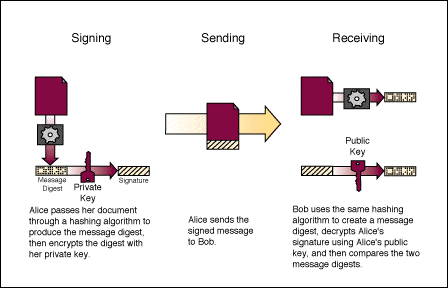 Signing
Sending
Receiving
Message
Digest
Private
Key
Signature
Alice passes her document
through a hashing algorithm to
produce the message digest,
then encrypts the digest with
her private key.
Alice sends the
signed message
to Bob.
Public
Key
Bob uses the same hashing
algorithm to create a message
digest, decrypts Alice's
signature using Alice's public
key, and then compares the two
message digests.